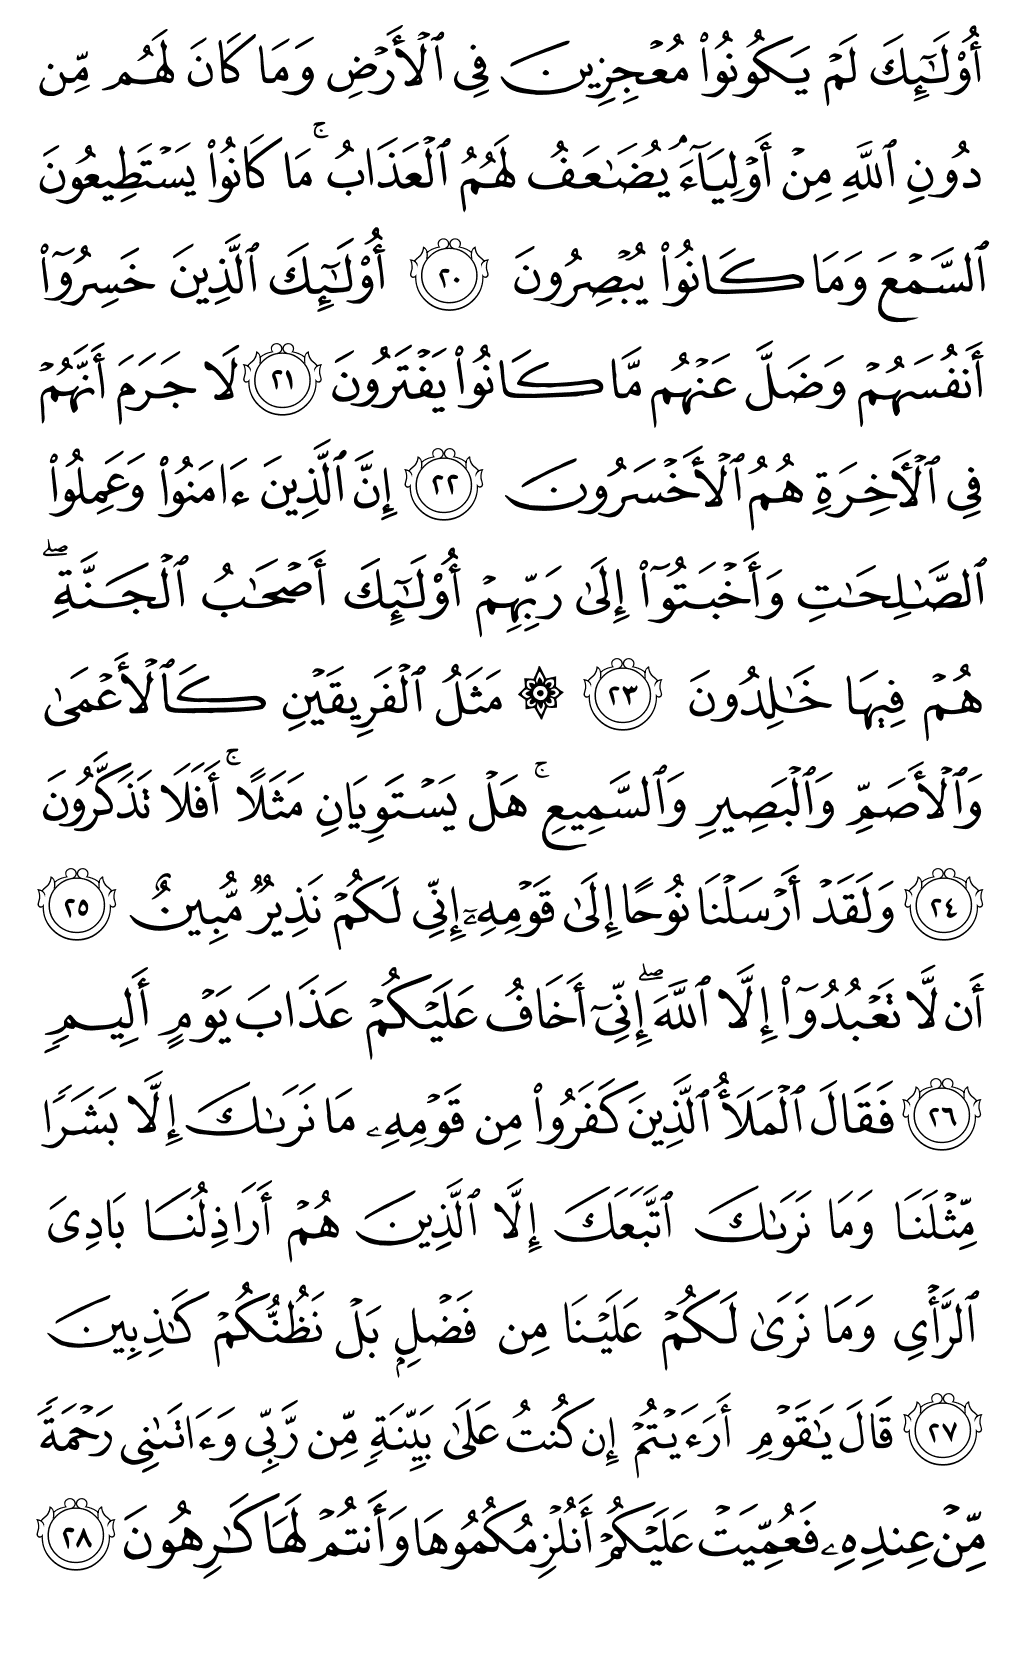 أُوْلَـٰٓئِكَ لَمۡ يَكُونُواْ مُعۡجِزِينَ فِي ٱلۡأَرۡضِ وَمَا كَانَ لَهُم مِّن
دُونِ ٱللَّهِ مِنۡ أَوۡلِيَآءَۘ يُضَٰعَفُ لَهُمُ ٱلۡعَذَابُۚ مَا كَانُواْ يَسۡتَطِيعُونَ
ٱلسَّمۡعَ وَمَا كَانُواْ يُبۡصِرُونَ ٢٠ أُوْلَـٰٓئِكَ ٱلَّذِينَ خَسِرُوٓاْ
أَنفُسَهُمۡ وَضَلَّ عَنۡهُم مَّا كَانُواْ يَفۡتَرُونَ ٢١ لَا جَرَمَ أَنَّهُمۡ
فِي ٱلۡأٓخِرَةِ هُمُ ٱلۡأَخۡسَرُونَ ٢٢ إِنَّ ٱلَّذِينَ ءَامَنُواْ وَعَمِلُواْ
ٱلصَّـٰلِحَٰتِ وَأَخۡبَتُوٓاْ إِلَىٰ رَبِّهِمۡ أُوْلَـٰٓئِكَ أَصۡحَٰبُ ٱلۡجَنَّةِۖ
هُمۡ فِيهَا خَٰلِدُونَ ٢٣ ۞ مَثَلُ ٱلۡفَرِيقَيۡنِ كَٱلۡأَعۡمَىٰ
وَٱلۡأَصَمِّ وَٱلۡبَصِيرِ وَٱلسَّمِيعِۚ هَلۡ يَسۡتَوِيَانِ مَثَلًاۚ أَفَلَا تَذَكَّرُونَ
٢٤ وَلَقَدۡ أَرۡسَلۡنَا نُوحًا إِلَىٰ قَوۡمِهِۦٓ إِنِّي لَكُمۡ نَذِيرٞ مُّبِينٌ ٢٥
أَن لَّا تَعۡبُدُوٓاْ إِلَّا ٱللَّهَۖ إِنِّيٓ أَخَافُ عَلَيۡكُمۡ عَذَابَ يَوۡمٍ أَلِيمٖ
٢٦ فَقَالَ ٱلۡمَلَأُ ٱلَّذِينَ كَفَرُواْ مِن قَوۡمِهِۦ مَا نَرَىٰكَ إِلَّا بَشَرٗا
مِّثۡلَنَا وَمَا نَرَىٰكَ ٱتَّبَعَكَ إِلَّا ٱلَّذِينَ هُمۡ أَرَاذِلُنَا بَادِيَ
ٱلرَّأۡيِ وَمَا نَرَىٰ لَكُمۡ عَلَيۡنَا مِن فَضۡلِۭ بَلۡ نَظُنُّكُمۡ كَٰذِبِينَ
٢٧ قَالَ يَٰقَوۡمِ أَرَءَيۡتُمۡ إِن كُنتُ عَلَىٰ بَيِّنَةٖ مِّن رَّبِّي وَءَاتَىٰنِي رَحۡمَةٗ
مِّنۡ عِندِهِۦ فَعُمِّيَتۡ عَلَيۡكُمۡ أَنُلۡزِمُكُمُوهَا وَأَنتُمۡ لَهَا كَٰرِهُونَ ٢٨